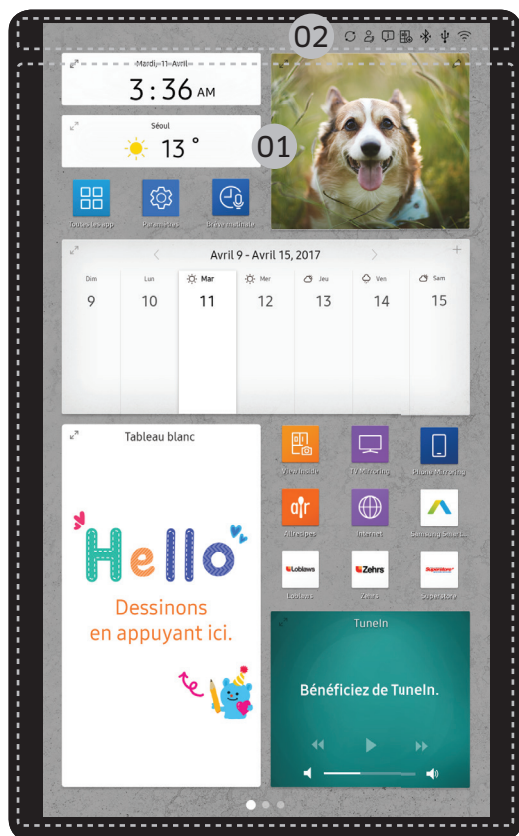 02
Mardi, 11 Avril
3 : 36 AM
Séoul
13 °
01
Toutes les app
Paramètres
Brève matinale
Avril 9 - Avril 15, 2017
Dim
Lun
Mar
Mer
Jeu
Ven
Sam
9
10
11
12
13
14
15
Tableau blanc
Hello
Dessinons
en appuyant ici.
View Inside
TV Mirroring
Phone Mirroring
allr
Allrecipes
Internet
Samsung Smar t...
Loblaws
Zehrs
Superstore
Loblaws
Zehrs
Superstore
TuneIn
Bénéficiez de TuneIn.